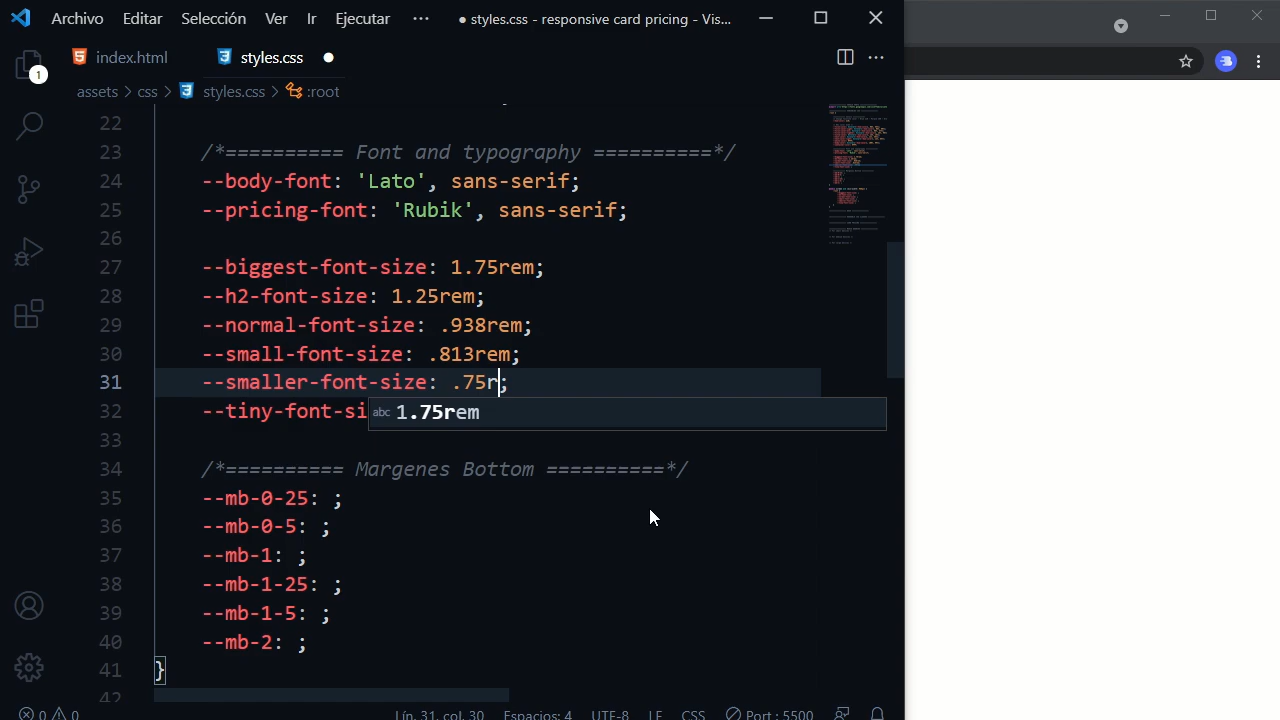 Archivo Editar Selección Ver Ir Ejecutar ··· ● styles.css - responsive card pricing - Vis...
index.html styles.css ●
assets > css > styles.css > :root
1
22
23 /*========== Font and typography ==========*/
24 --body-font: 'Lato', sans-serif;
25 --pricing-font: 'Rubik', sans-serif;
26
27 --biggest-font-size: 1.75rem;
28 --h2-font-size: 1.25rem;
29 --normal-font-size: .938rem;
30 --small-font-size: .813rem;
31 --smaller-font-size: .75r;
32 --tiny-font-si
abc 1.75rem
33
34 /*========== Margenes Bottom ==========*/
35 --mb-0-25: ;
36 --mb-0-5: ;
37 --mb-1: ;
38 --mb-1-25: ;
39 --mb-1-5: ;
40 --mb-2: ;
41 }
42
0 0 Lín. 31, col. 30 Espacios: 4 UTF-8 LF CSS Port : 5500